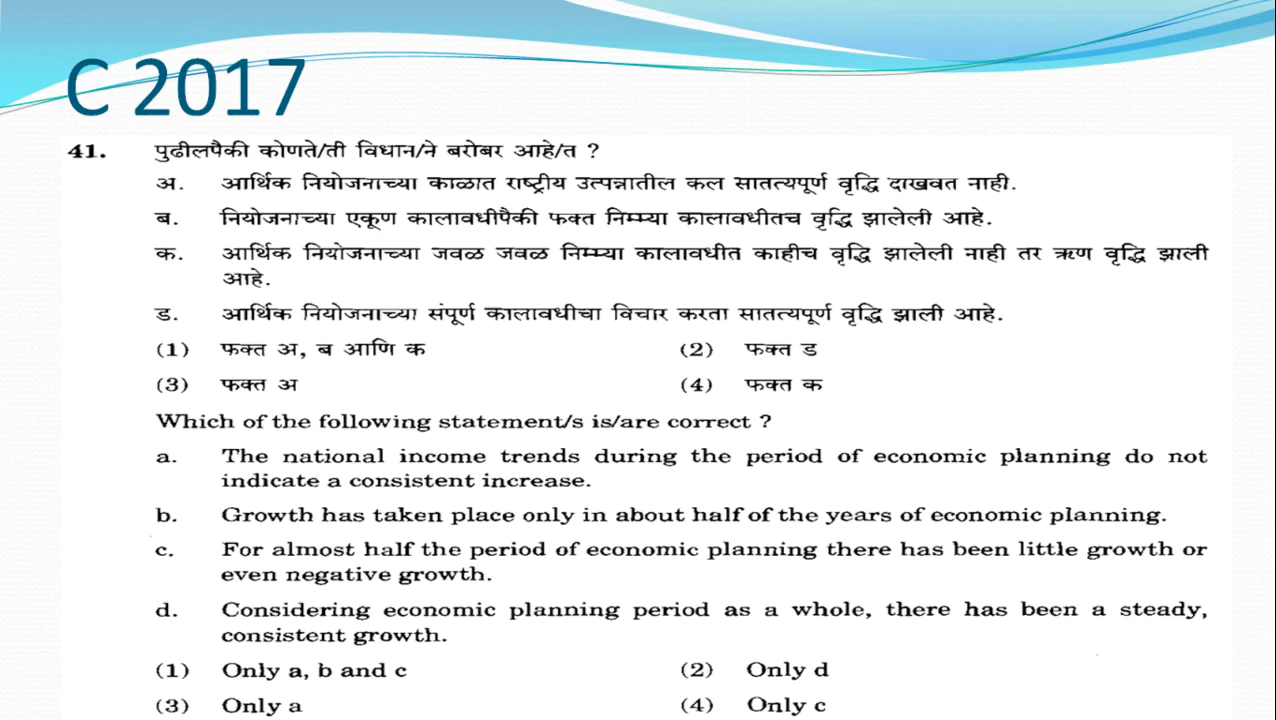 C 2017
41. पुढीलपैकी कोणते/ती विधान/ने बरोबर आहे/त ?
अ. आर्थिक नियोजनाच्या काळात राष्ट्रीय उत्पन्नातील कल सातत्यपूर्ण वृद्धि दाखवत नाही.
ब. नियोजनाच्या एकूण कालावधीपैकी फक्त निम्म्या कालावधीतच वृद्धि झालेली आहे.
क. आर्थिक नियोजनाच्या जवळ जवळ निम्म्या कालावधीत काहीच वृद्धि झालेली नाही तर ऋण वृद्धि झाली
आहे.
ड. आर्थिक नियोजनाच्या संपूर्ण कालावधीचा विचार करता सातत्यपूर्ण वृद्धि झाली आहे.
(1) फक्त अ, ब आणि क (2) फक्त ड
(3) फक्त अ (4) फक्त क
Which of the following statement/s is/are correct ?
a. The national income trends during the period of economic planning do not
indicate a consistent increase.
b. Growth has taken place only in about half of the years of economic planning.
c. For almost half the period of economic planning there has been little growth or
even negative growth.
d. Considering economic planning period as a whole, there has been a steady,
consistent growth.
(1) Only a, b and c (2) Only d
(3) Only a (4) Only c